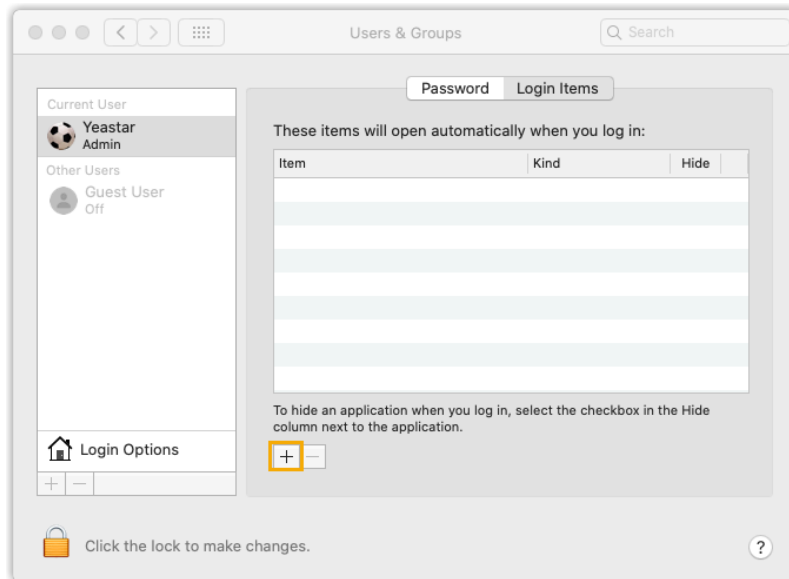 Users & Groups
Search
Password
Login Items
Current User
Yeastar
Admin
Other Users
Guest User
Off
Login Options
These items will open automatically when you log in:
Item
Kind
Hide
To hide an application when you log in, select the checkbox in the Hide
column next to the application.
Click the lock to make changes.
?